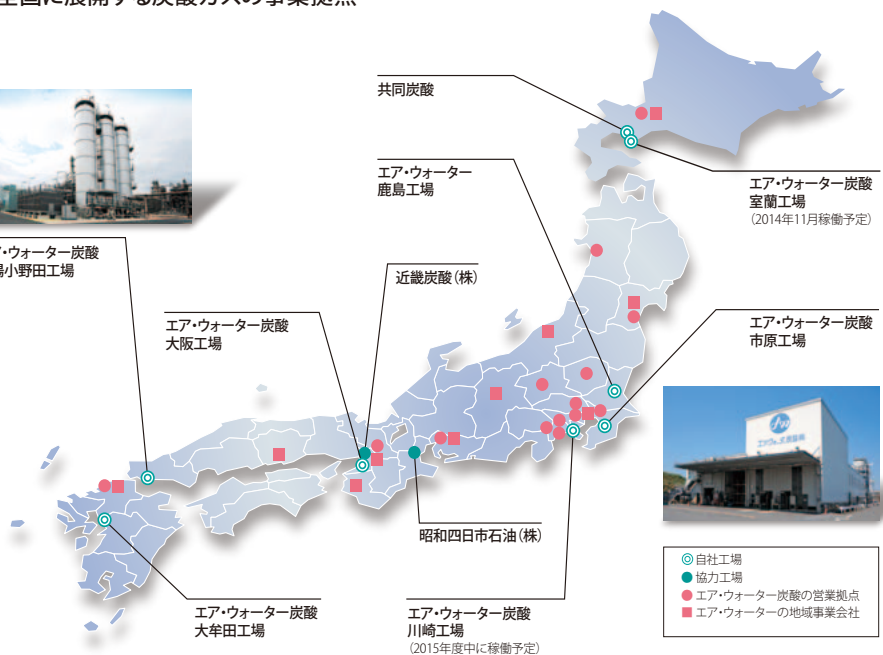 全国に展開する炭酸ガスの事業拠点
共同炭酸
エア・ウォーター
鹿島工場
エア・ウォーター炭酸
室蘭工場
(2014年11月稼働予定)
ア・ウォーター炭酸
陽小野田工場
近畿炭酸(株)
エア・ウォーター炭酸
大阪工場
エア・ウォーター炭酸
市原工場
昭和四日市石油(株)
エア・ウォーター炭酸
大牟田工場
エア・ウォーター炭酸
川崎工場
(2015年度中に稼働予定)
自社工場
協力工場
エア・ウォーター炭酸の営業拠点
エア・ウォーターの地域事業会社